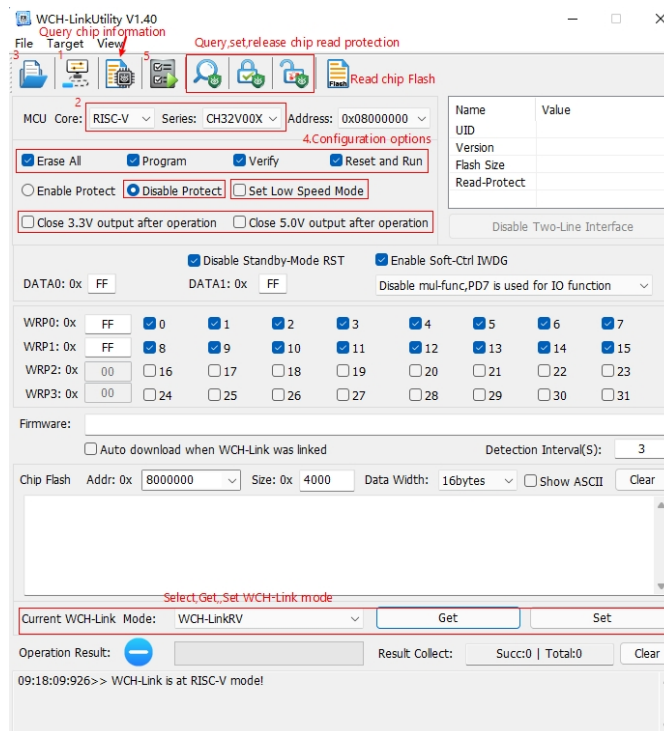 WCH-LinkUtility V1.40
Query chip information
File Target View
Query,set,release chip read protection
3 1 5
Flash
Read chip Flash
2
MCU Core: RISC-V Series: CH32V00X Address: 0x08000000
4.Configuration options
Erase All Program Verify Reset and Run
Enable Protect Disable Protect Set Low Speed Mode
Close 3.3V output after operation Close 5.0V output after operation
Name Value
UID
Version
Flash Size
Read-Protect
Disable Two-Line Interface
Disable Standby-Mode RST Enable Soft-Ctrl IWDG
DATA0: 0x FF DATA1: 0x FF Disable mul-func,PD7 is used for IO function
WRP0: 0x FF 0 1 2 3 4 5 6 7
WRP1: 0x FF 8 9 10 11 12 13 14 15
WRP2: 0x 00 16 17 18 19 20 21 22 23
WRP3: 0x 00 24 25 26 27 28 29 30 31
Firmware:
Auto download when WCH-Link was linked Detection Interval(S): 3
Chip Flash Addr: 0x 8000000 Size: 0x 4000 Data Width: 16bytes Show ASCII Clear
Select,Get,,Set WCH-Link mode
Current WCH-Link Mode: WCH-LinkRV Get Set
Operation Result: Result Collect: Succ:0 | Total:0 Clear
09:18:09:926>> WCH-Link is at RISC-V mode!